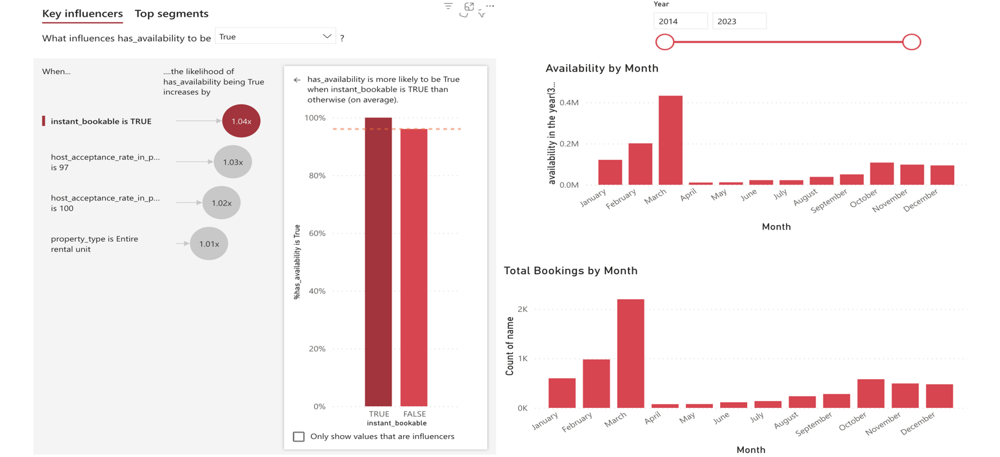 Key influencers
Top segments
What influences has_availability to be
True
?
When...
....the likelihood of
has_availability being True
increases by
instant_bookable is TRUE
1.04x
host_acceptance_rate_in_p...
is 97
1.03x
host_acceptance_rate_in_p...
is 100
1.02x
property_type is Entire
rental unit
1.01x
has_availability is more likely to be True
when instant_bookable is TRUE than
otherwise (on average).
%has_availability is True
100%
80%
60%
40%
20%
0%
TRUE
FALSE
instant_bookable
Only show values that are influencers
Year
2014
2023
Availability by Month
availability in the year(3...
0.4M
0.2M
0.0M
January
February
March
April
May
June
July
August
September
October
November
December
Month
Total Bookings by Month
Count of name
2K
1K
0K
January
February
March
April
May
June
July
August
September
October
November
December
Month